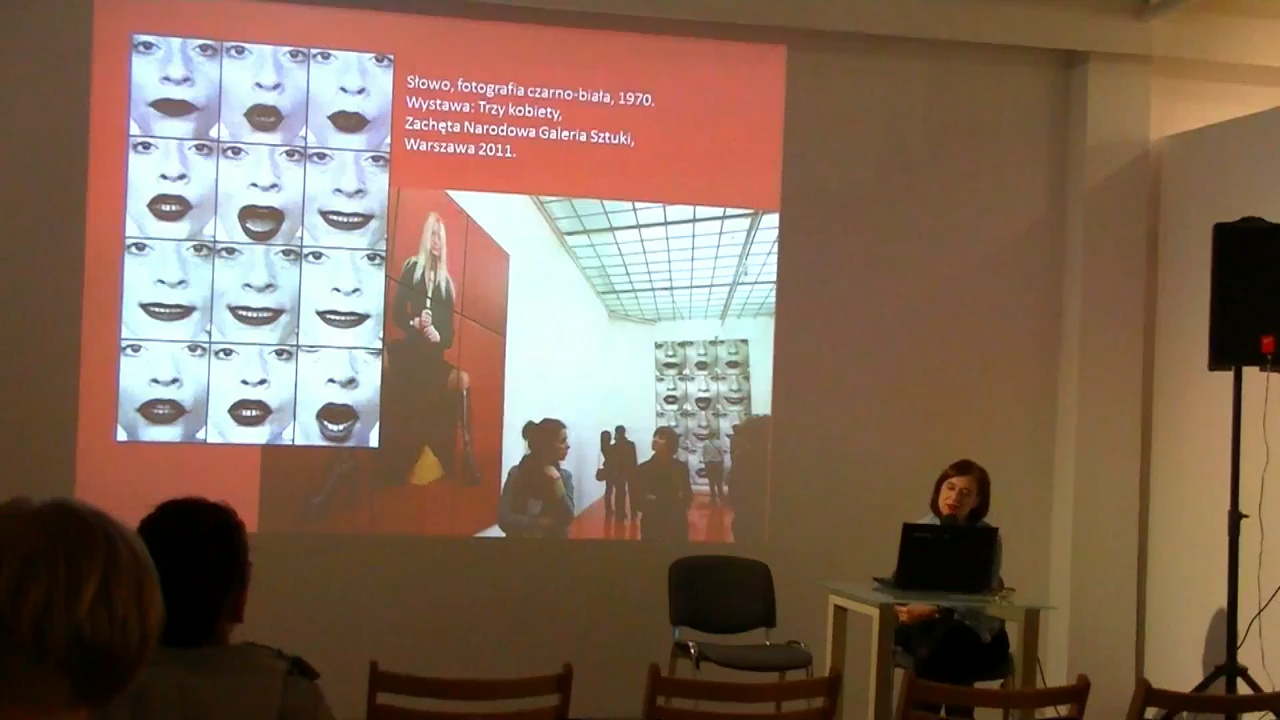 Słowo, fotografia czarno-biała, 1970.
Wystawa: Trzy kobiety,
Zachęta Narodowa Galeria Sztuki,
Warszawa 2011.